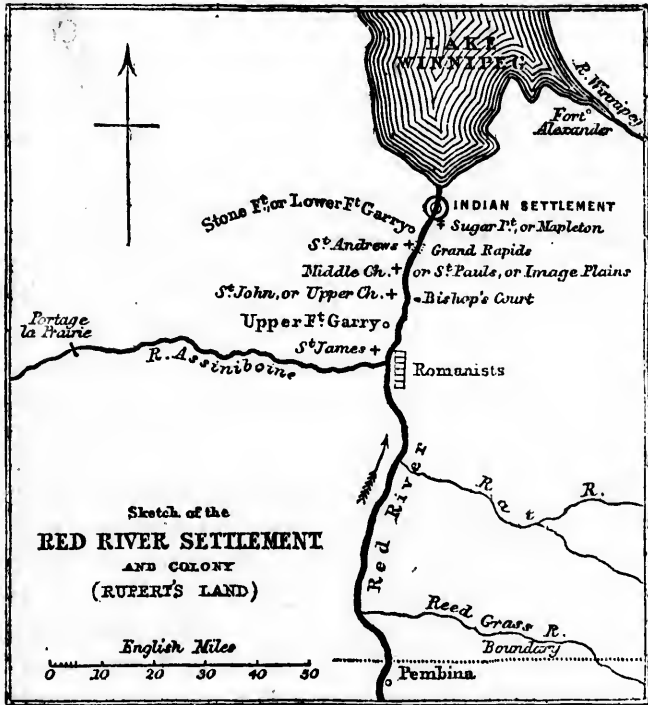 LAKE
WINNIPEG
R. Winnipeg
Fort
Alexander
INDIAN SETTLEMENT
Stone Ft. or Lower Ft. Garry
Sugar Pt. or Mapleton
St. Andrews
Grand Rapids
Middle Ch. or St. Pauls, or Image Plains
St. John, or Upper Ch.
Bishop's Court
Portage
la Prairie
Upper Ft. Garry
St. James
R. Assiniboine
Romanists
Red River
Rat R.
Sketch of the
RED RIVER SETTLEMENT
AND COLONY
(RUPERT'S LAND)
Reed Grass R.
Boundary
English Miles
0 10 20 30 40 50
Pembina